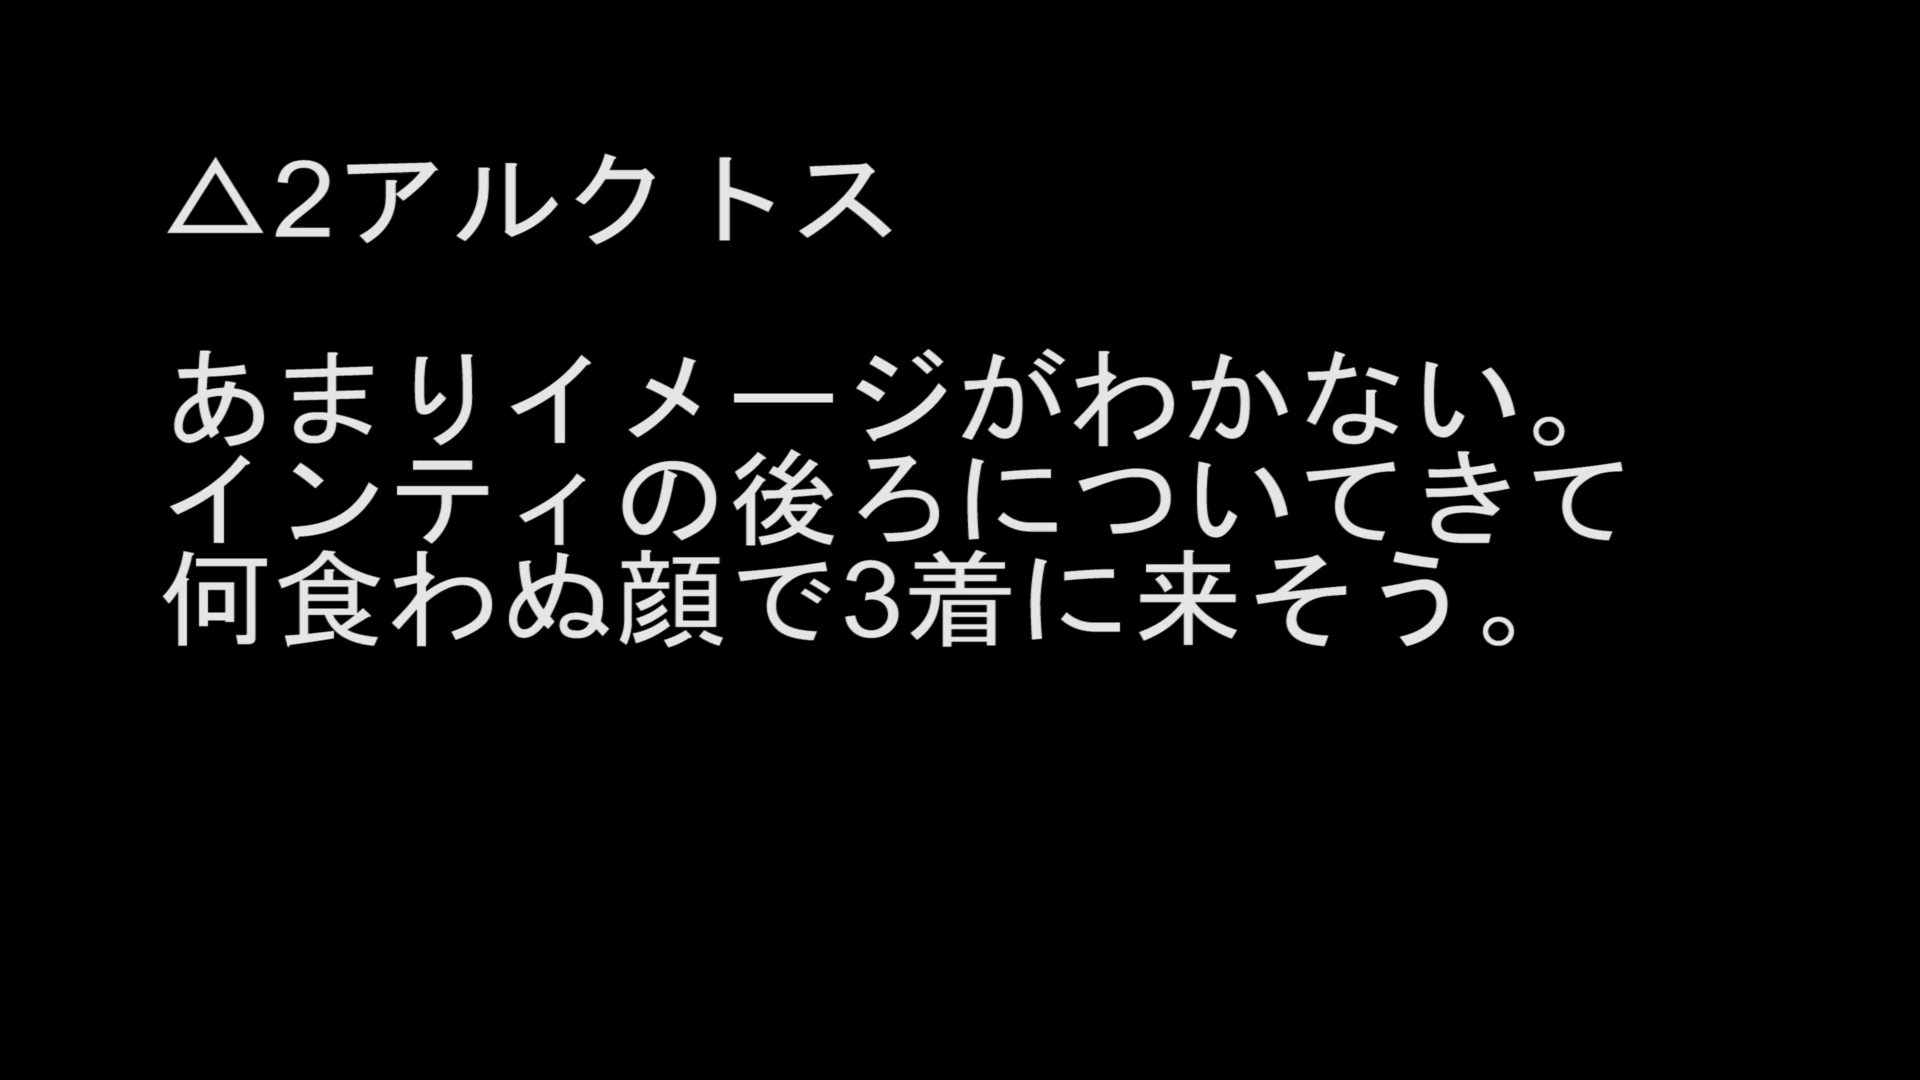 △2アルクトス
あまりイメージがわかない。
インティの後ろについてきて
何食わぬ顔で3着に来そう。